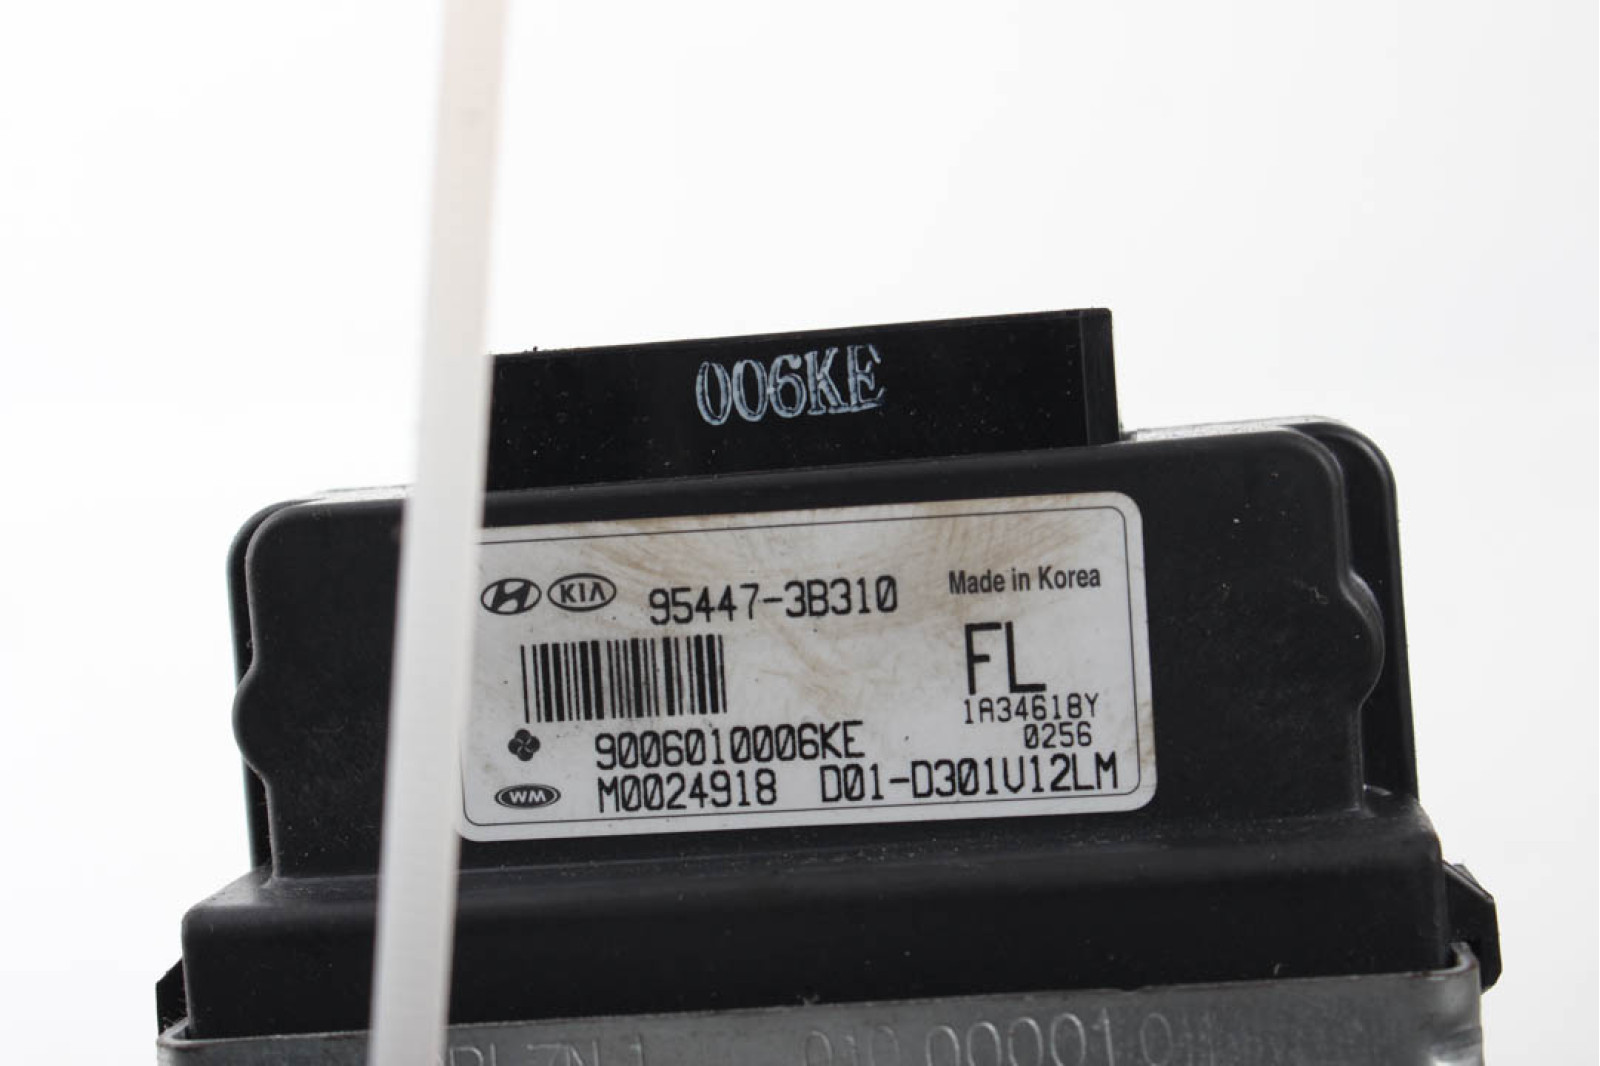 006KE
KIA 95447-3B310 Made in Korea
FL
1A34618Y
9006010006KE 0256
WM M0024918 D01-D301V12LM